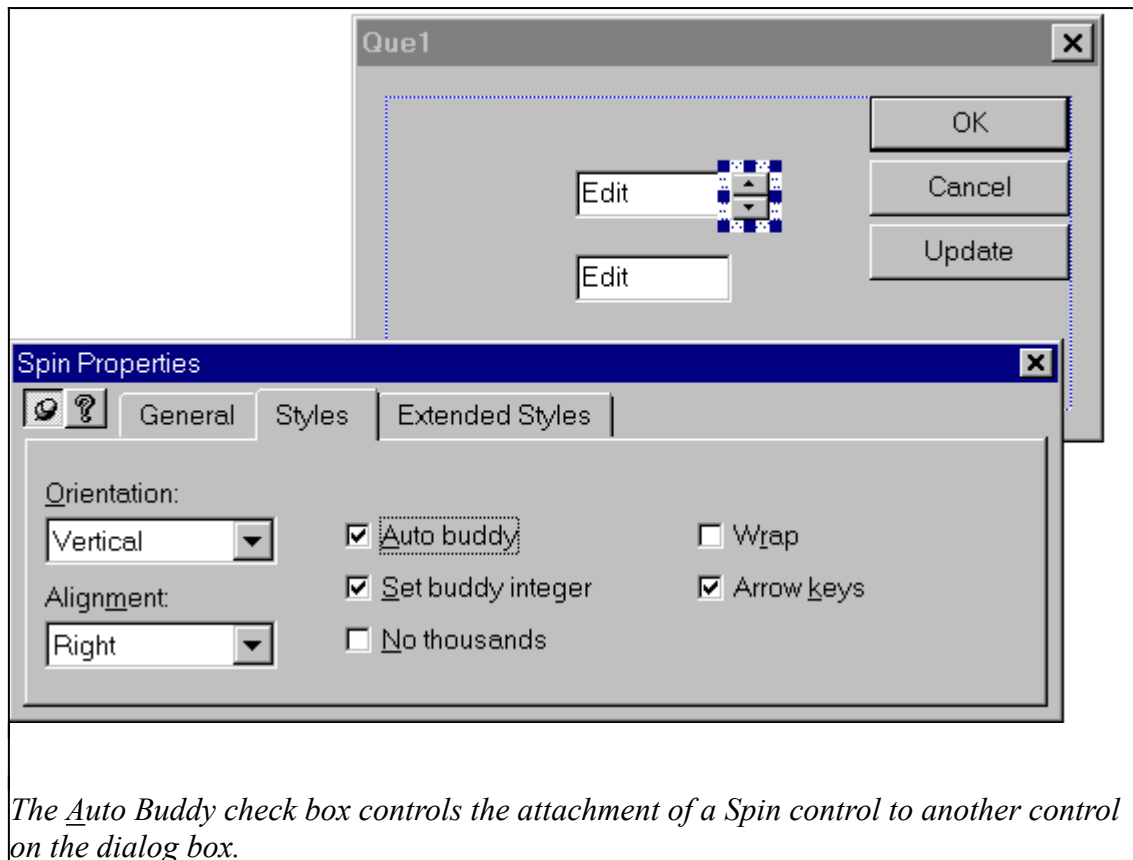 Que1
OK
Edit
Cancel
Update
Edit
Spin Properties
General Styles Extended Styles
Orientation:
Vertical
Auto buddy
Wrap
Alignment:
Set buddy integer
Arrow keys
Right
No thousands
The Auto Buddy check box controls the attachment of a Spin control to another control
on the dialog box.